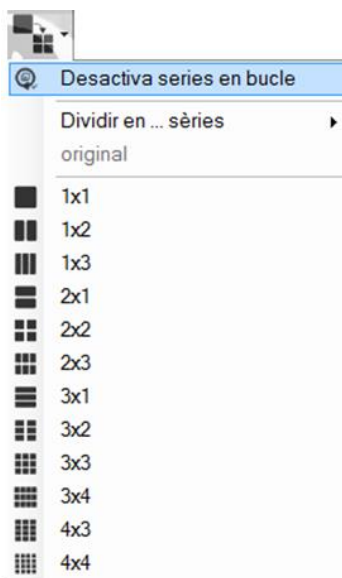 Desactiva series en bucle
Dividir en ... sèries
original
1x1
1x2
1x3
2x1
2x2
2x3
3x1
3x2
3x3
3x4
4x3
4x4